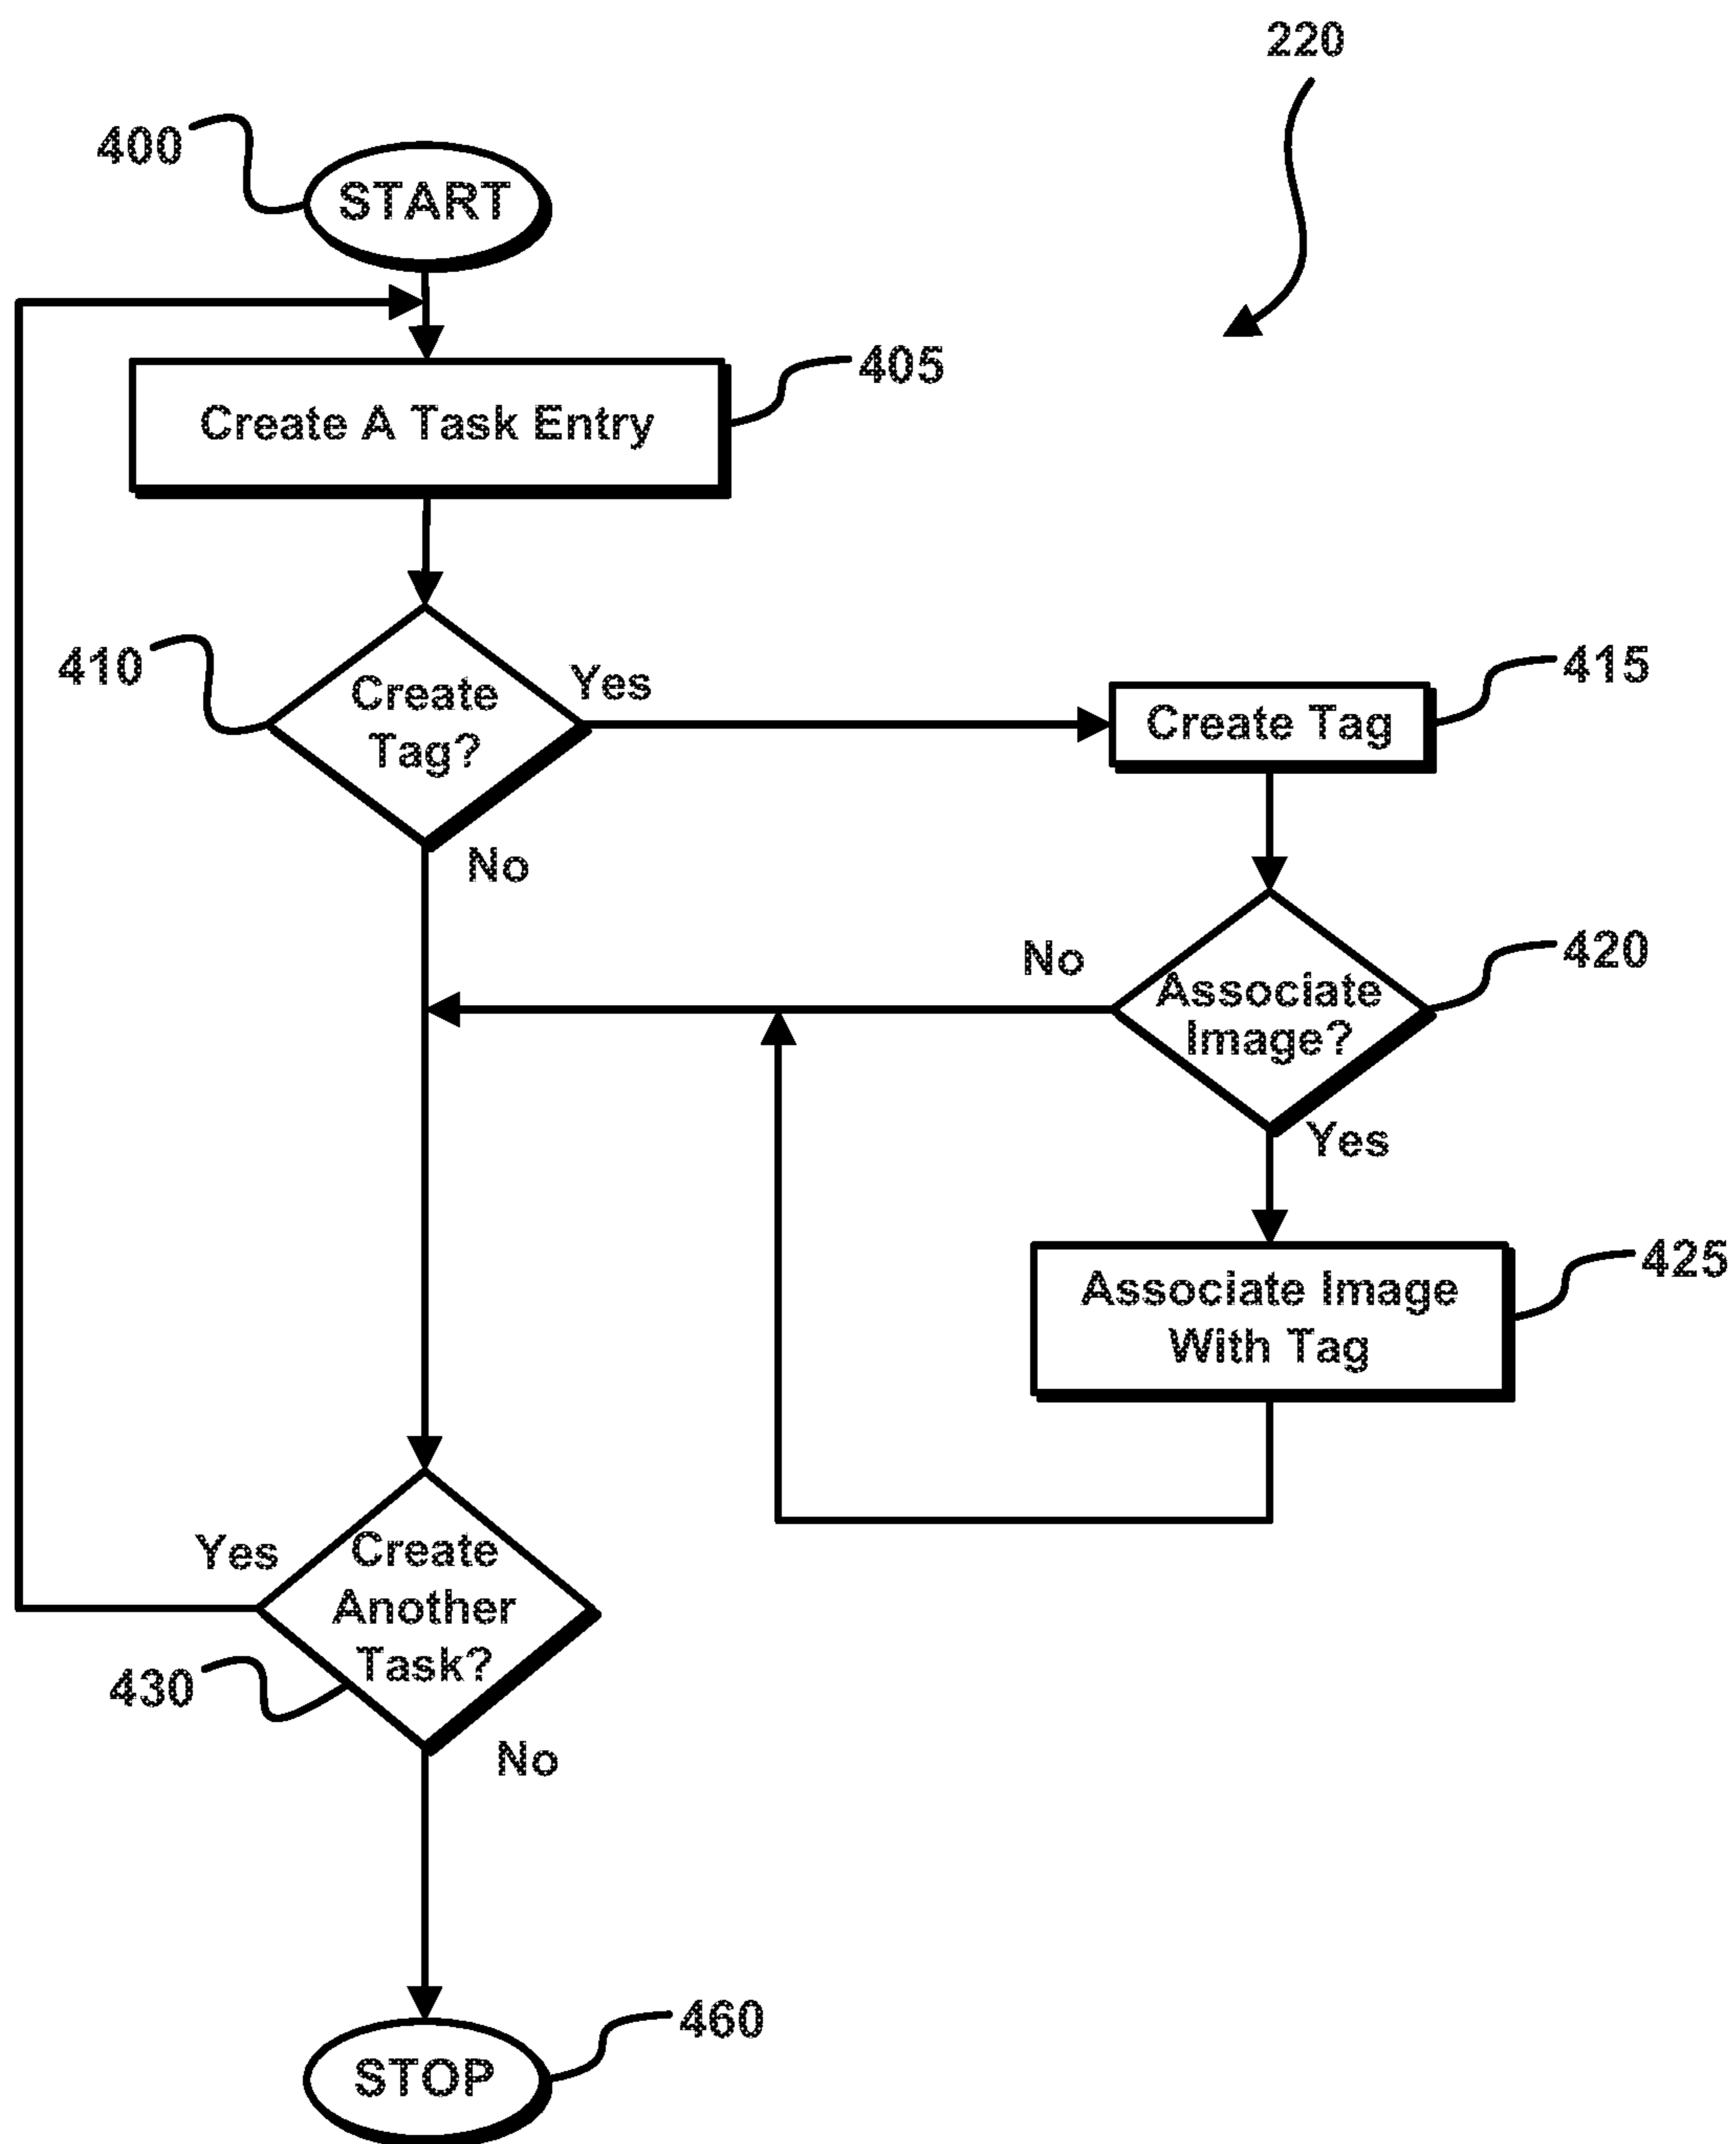 220
400
START
405
Create A Task Entry
410
Create
Tag?
Yes
No
415
Create Tag
420
No
Associate
Image?
Yes
425
Associate Image
With Tag
Yes
Create
Another
Task?
430
No
460
STOP